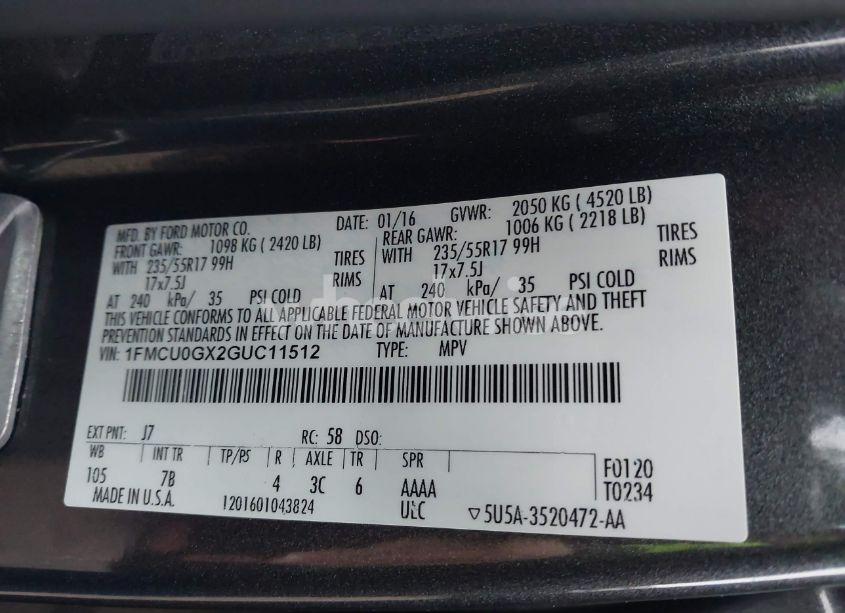 MFD. BY FORD MOTOR CO. DATE: 01/16 GVWR: 2050 KG ( 4520 LB)
FRONT GAWR: 1098 KG ( 2420 LB) REAR GAWR: 1006 KG ( 2218 LB)
WITH 235/55R17 99H TIRES WITH 235/55R17 99H TIRES
17x7.5J RIMS 17x7.5J RIMS
AT 240 kPa/ 35 PSI COLD AT 240 kPa/ 35 PSI COLD
THIS VEHICLE CONFORMS TO ALL APPLICABLE FEDERAL MOTOR VEHICLE SAFETY AND THEFT
PREVENTION STANDARDS IN EFFECT ON THE DATE OF MANUFACTURE SHOWN ABOVE.
VIN: 1FMCU0GX2GUC11512 TYPE: MPV
EXT PNT: J7 RC: 58 DSO:
WB INT TR TP/PS R AXLE TR SPR
105 7B 4 3C 6 AAAA F0120
MADE IN U.S.A. 1201601043824 ULC T0234
▽5U5A-3520472-AA